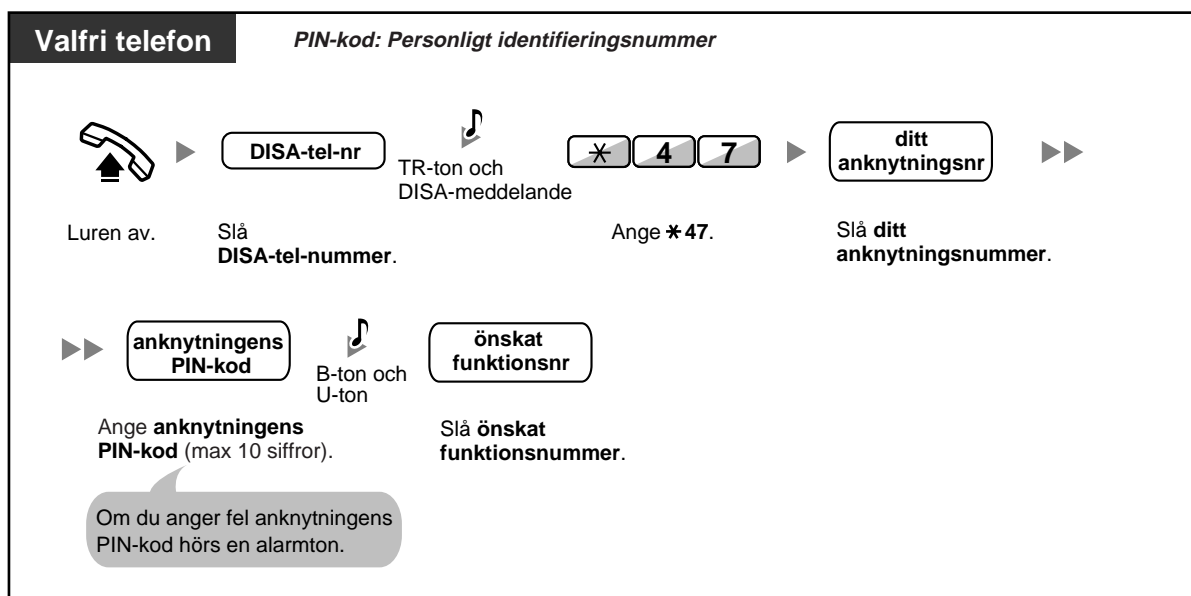 Valfri telefon
PIN-kod: Personligt identifieringsnummer
DISA-tel-nr
TR-ton och
DISA-meddelande
* 4 7
ditt
anknytningsnr
Luren av.
Slå
DISA-tel-nummer.
Ange *47.
Slå ditt
anknytningsnummer.
anknytningens
PIN-kod
B-ton och
U-ton
önskat
funktionsnr
Ange anknytningens
PIN-kod (max 10 siffror).
Slå önskat
funktionsnummer.
Om du anger fel anknytningens
PIN-kod hörs en alarmton.